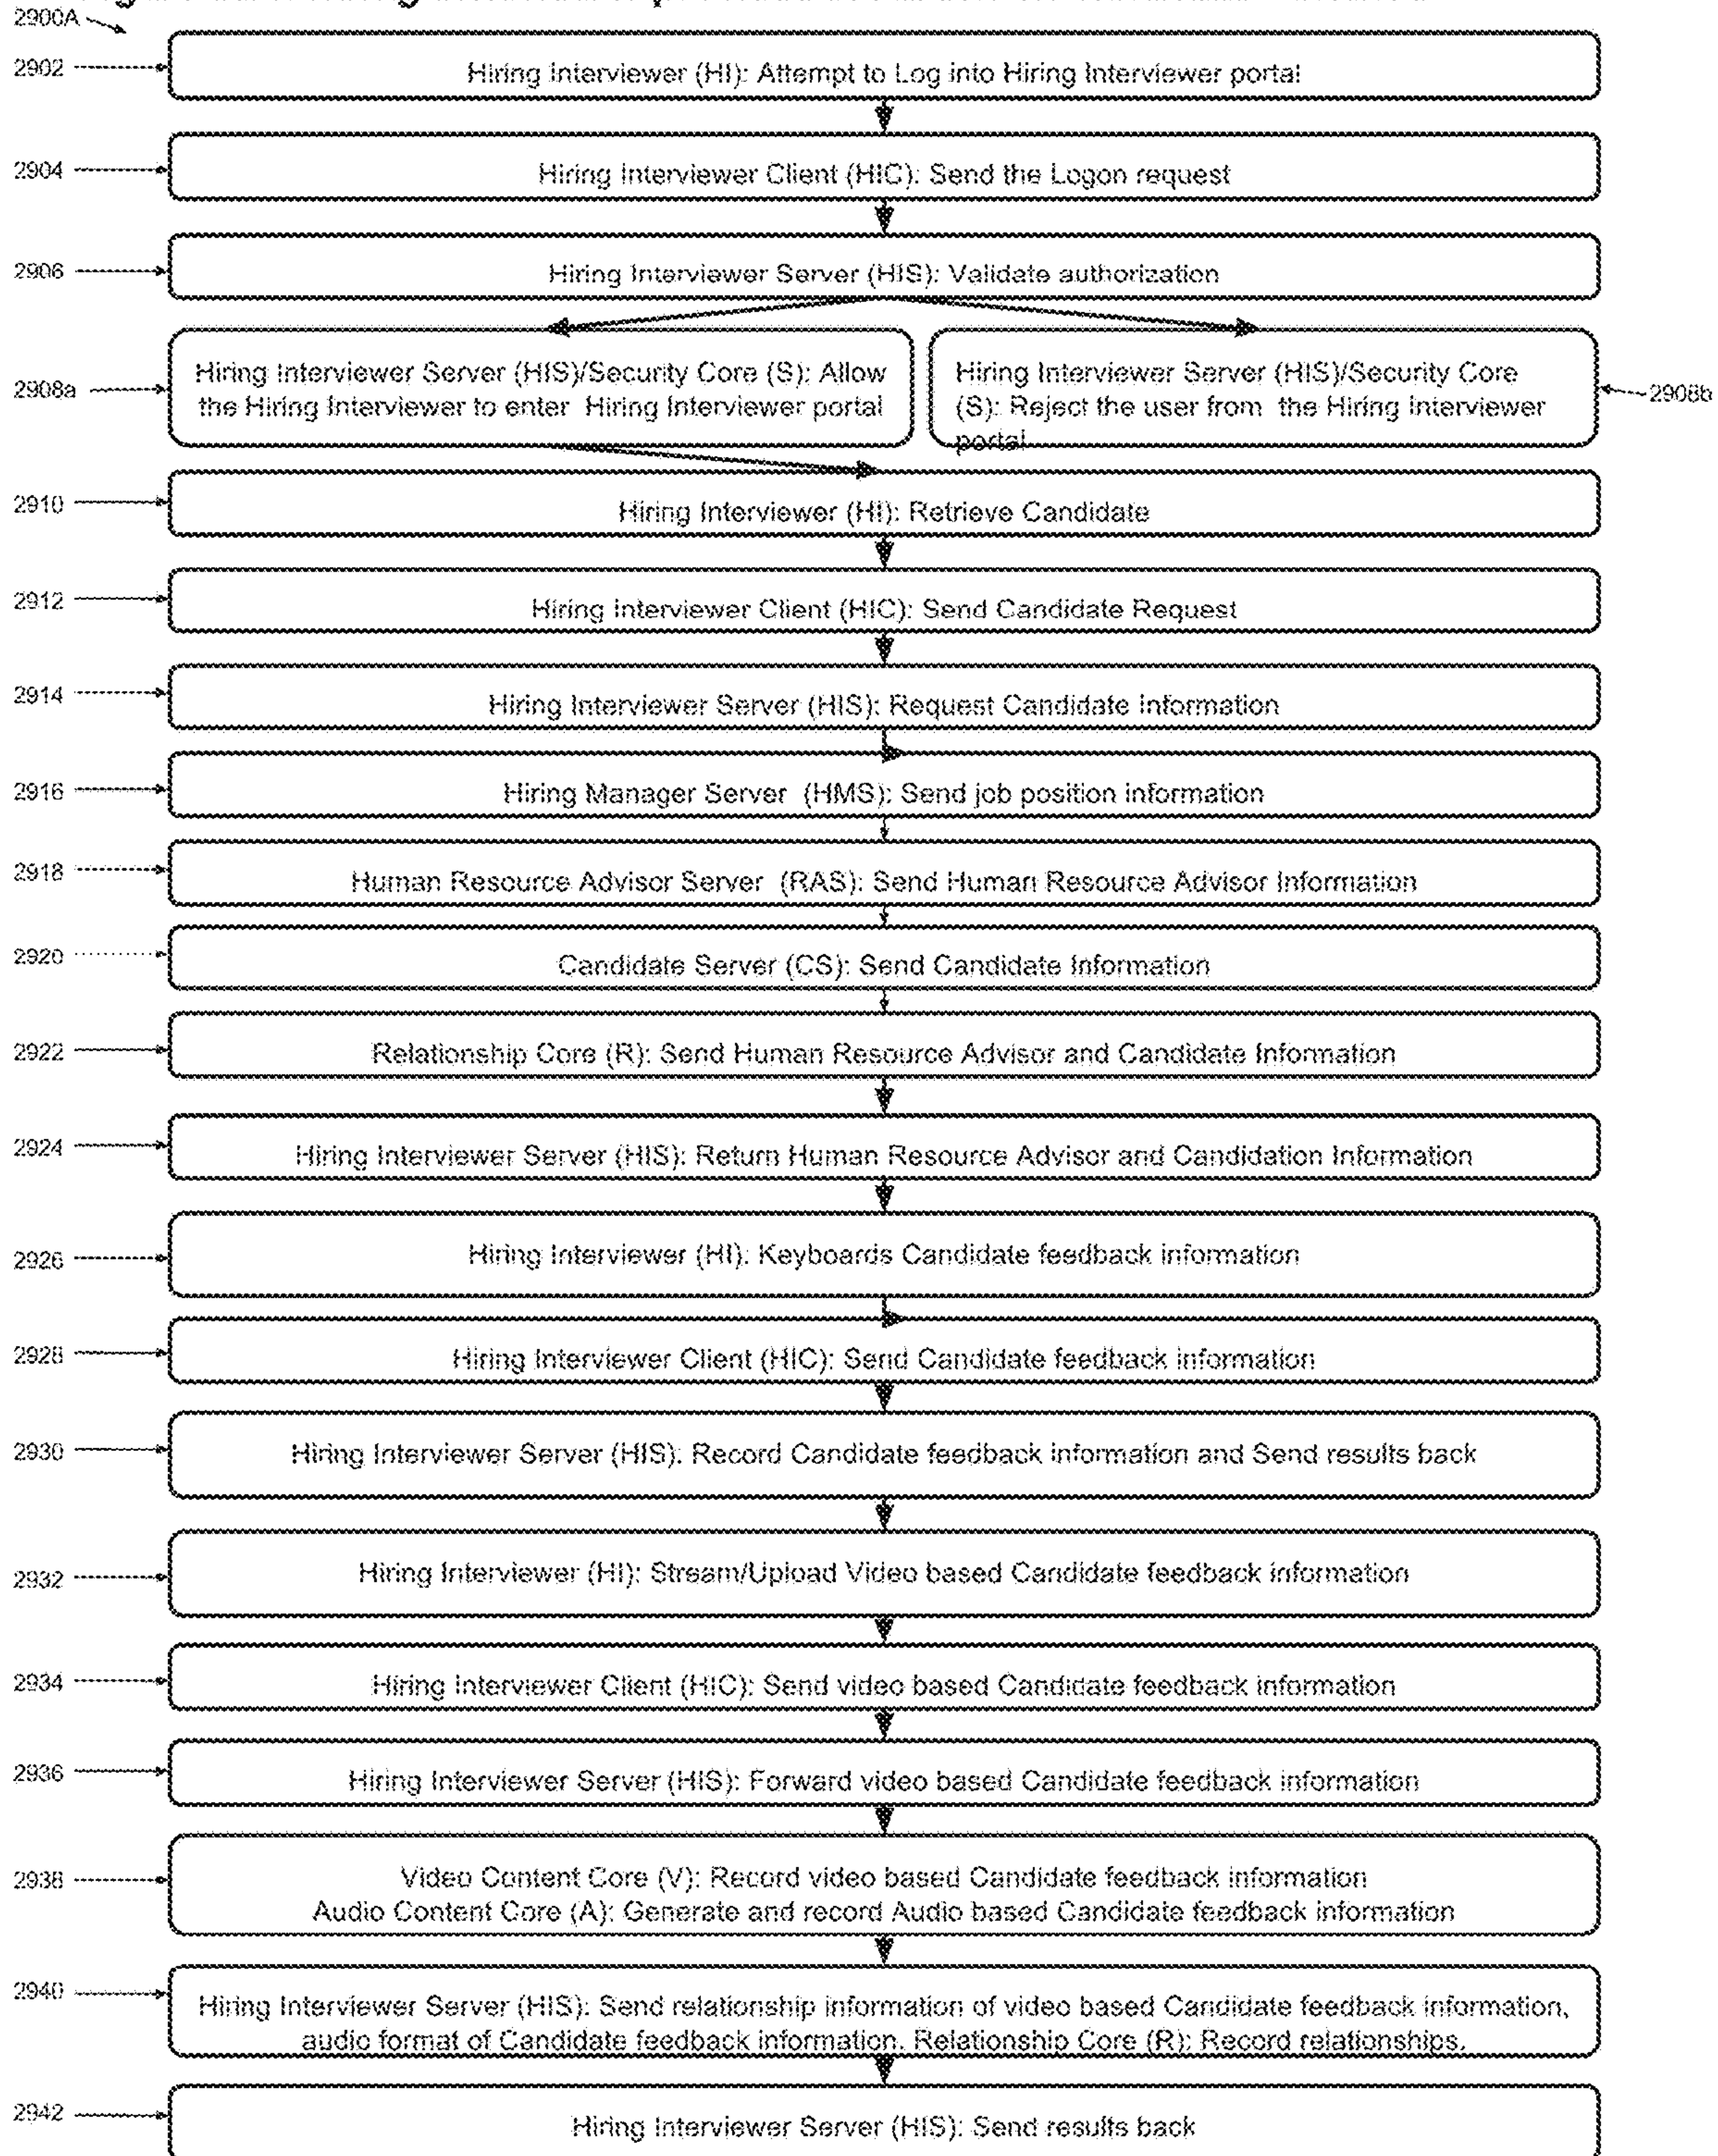 2900A
2902
Hiring Interviewer (HI): Attempt to Log into Hiring Interviewer portal
2904
Hiring Interviewer Client (HIC): Send the Logon request
2906
Hiring Interviewer Server (HIS): Validate authorization
2908a
Hiring Interviewer Server (HIS)/Security Core (S): Allow
the Hiring Interviewer to enter Hiring Interviewer portal
Hiring Interviewer Server (HIS)/Security Core
(S): Reject the user from the Hiring Interviewer
portal
2908b
2910
Hiring Interviewer (HI): Retrieve Candidate
2912
Hiring Interviewer Client (HIC): Send Candidate Request
2914
Hiring Interviewer Server (HIS): Request Candidate Information
2916
Hiring Manager Server (HMS): Send job position information
2918
Human Resource Advisor Server (RAS): Send Human Resource Advisor Information
2920
Candidate Server (CS): Send Candidate Information
2922
Relationship Core (R): Send Human Resource Advisor and Candidate Information
2924
Hiring Interviewer Server (HIS): Return Human Resource Advisor and Candidation Information
2926
Hiring Interviewer (HI): Keyboards Candidate feedback information
2928
Hiring Interviewer Client (HIC): Send Candidate feedback information
2930
Hiring Interviewer Server (HIS): Record Candidate feedback information and Send results back
2932
Hiring Interviewer (HI): Stream/Upload Video based Candidate feedback information
2934
Hiring Interviewer Client (HIC): Send video based Candidate feedback information
2936
Hiring Interviewer Server (HIS): Forward video based Candidate feedback information
2938
Video Content Core (V): Record video based Candidate feedback information
Audio Content Core (A): Generate and record Audio based Candidate feedback information
2940
Hiring Interviewer Server (HIS): Send relationship information of video based Candidate feedback information,
audio format of Candidate feedback information. Relationship Core (R): Record relationships.
2942
Hiring Interviewer Server (HIS): Send results back